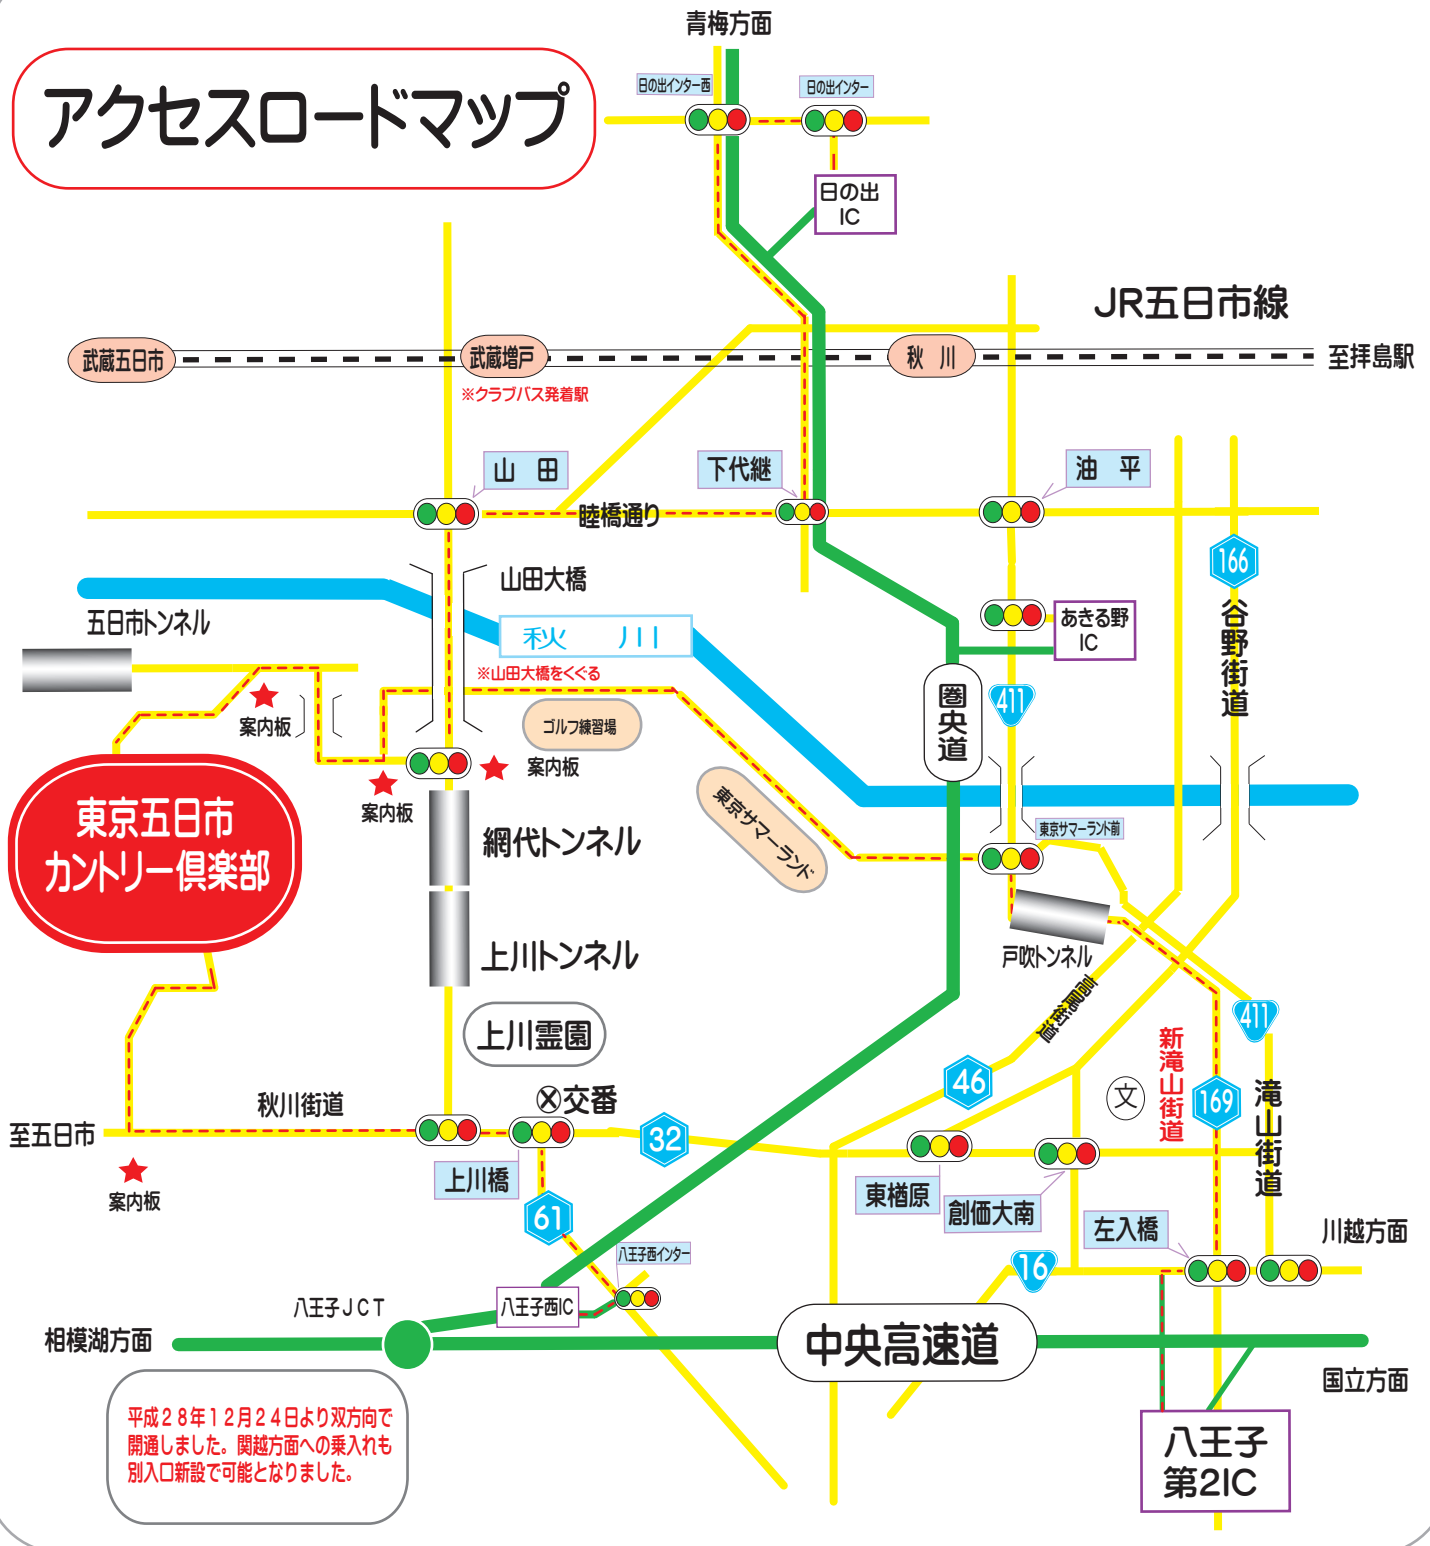 青梅方面
アクセスロードマップ
日の出インター西
日の出インター
日の出
IC
JR五日市線
武蔵五日市
武蔵増戸
秋 川
至拝島駅
※クラブバス発着駅
山 田
下代継
油 平
睦橋通り
166
谷野街道
山田大橋
五日市トンネル
秋 川
あきる野
IC
※山田大橋をくぐる
圏央道
411
案内板
ゴルフ練習場
案内板
案内板
東京サマーランド
東京五日市
カントリー倶楽部
網代トンネル
東京サマーランド前
上川トンネル
戸吹トンネル
高尾街道
411
上川霊園
新滝山街道
46
文
169
滝山街道
秋川街道
交番
至五日市
32
案内板
上川橋
東楢原
創価大南
左入橋
61
川越方面
八王子西インター
16
八王子JCT
八王子西IC
相模湖方面
中央高速道
国立方面
平成28年12月24日より双方向で
開通しました。関越方面への乗入れも
別入口新設で可能となりました。
八王子
第2IC